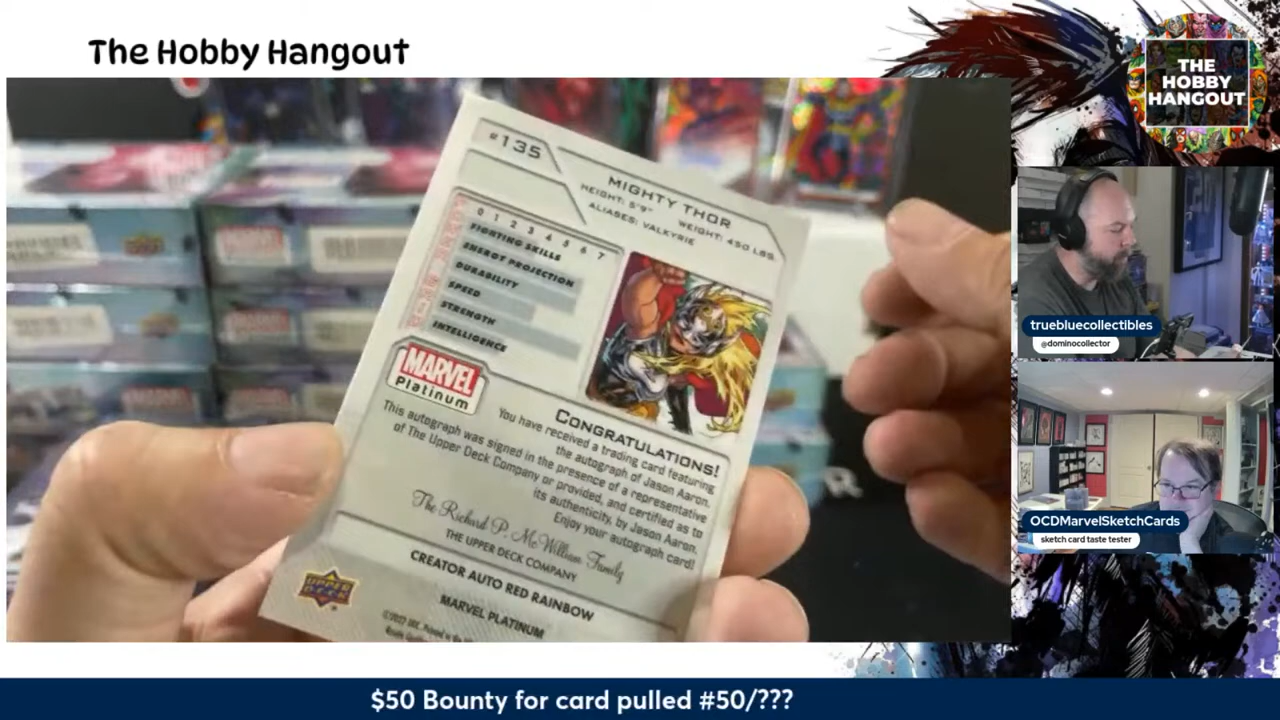 The Hobby Hangout
THE
HOBBY
HANGOUT
#135
MIGHTY THOR
HEIGHT: 5'9" WEIGHT: 450 LBS.
ALIASES: VALKYRIE
0 1 2 3 4 5 6 7
FIGHTING SKILLS
ENERGY PROJECTION
DURABILITY
SPEED
STRENGTH
INTELLIGENCE
MARVEL
Platinum
CONGRATULATIONS!
You have received a trading card featuring
the autograph of Jason Aaron.
This autograph was signed in the presence of a representative
of The Upper Deck Company or provided, and certified as to
its authenticity, by Jason Aaron.
Enjoy your autograph card!
The Richard P. McWilliam Family
THE UPPER DECK COMPANY
CREATOR AUTO RED RAINBOW
MARVEL PLATINUM
UPPER
DECK
MARVEL
truebluecollectibles
@dominocollector
OCDMarvelSketchCards
sketch card taste tester
$50 Bounty for card pulled #50/???